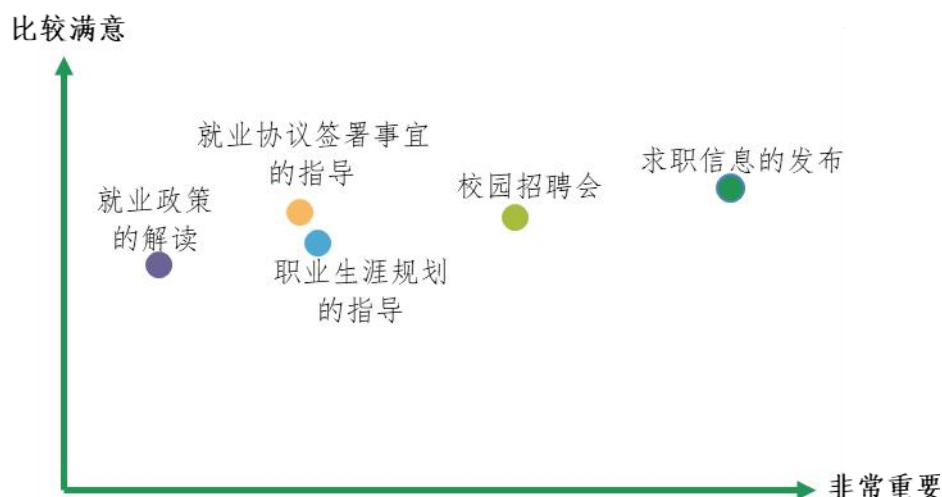 比较满意
就业协议签署事宜
的指导
求职信息的发布
校园招聘会
就业政策
的解读
职业生涯规划
的指导
非常重要